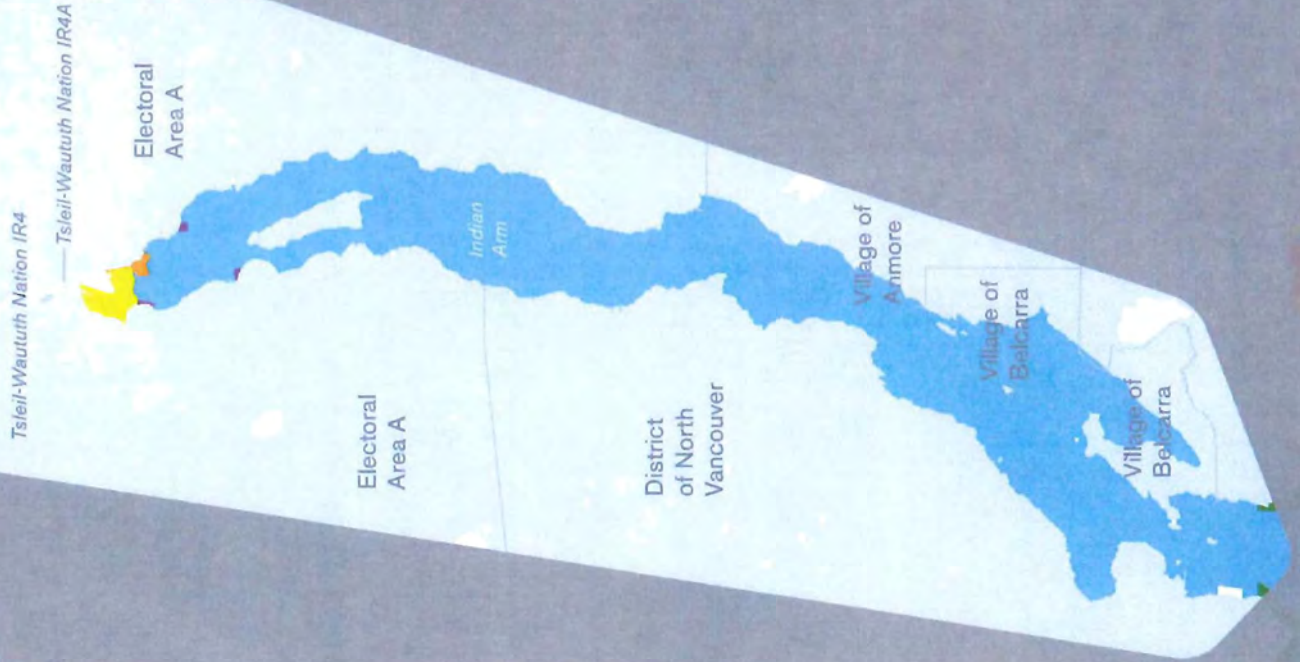 Tsleil-Waututh Nation IR4
Tsleil-Waututh Nation IR4A
Electoral
Area A
Indian
Arm
Electoral
Area A
District
of North
Vancouver
Village of
Anmore
Village of
Belcarra
Village of
Belcarra